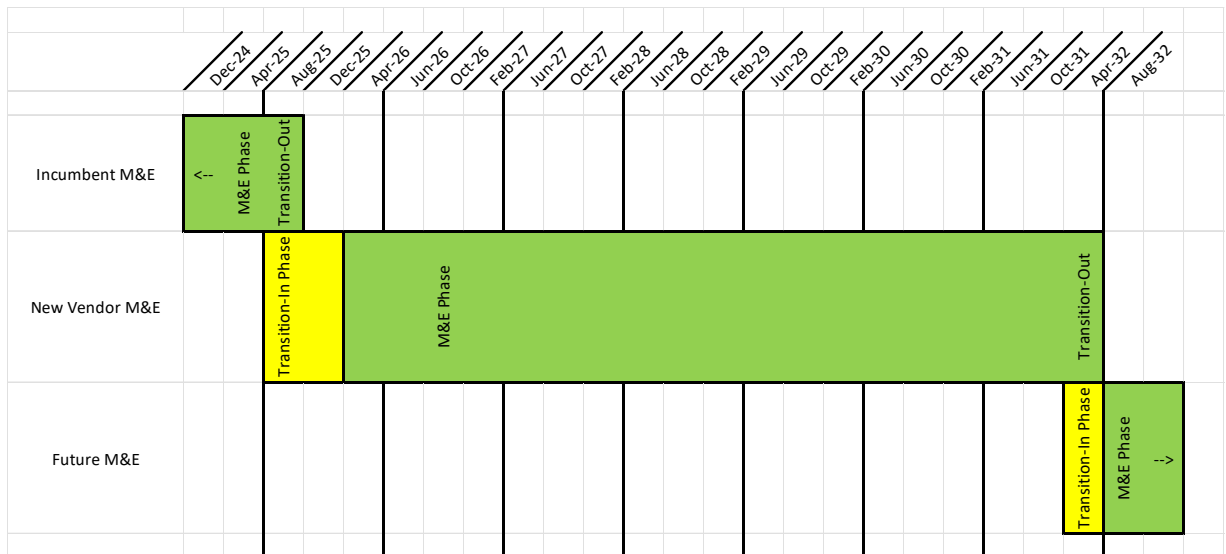 Dec-24
Apr-25
Aug-25
Dec-25
Apr-26
Jun-26
Oct-26
Feb-27
Jun-27
Oct-27
Feb-28
Jun-28
Oct-28
Feb-29
Jun-29
Oct-29
Feb-30
Jun-30
Oct-30
Feb-31
Jun-31
Oct-31
Apr-32
Aug-32
Incumbent M&E
<--
M&E Phase
Transition-Out
New Vendor M&E
Transition-In Phase
M&E Phase
Transition-Out
Future M&E
Transition-In Phase
M&E Phase
-->